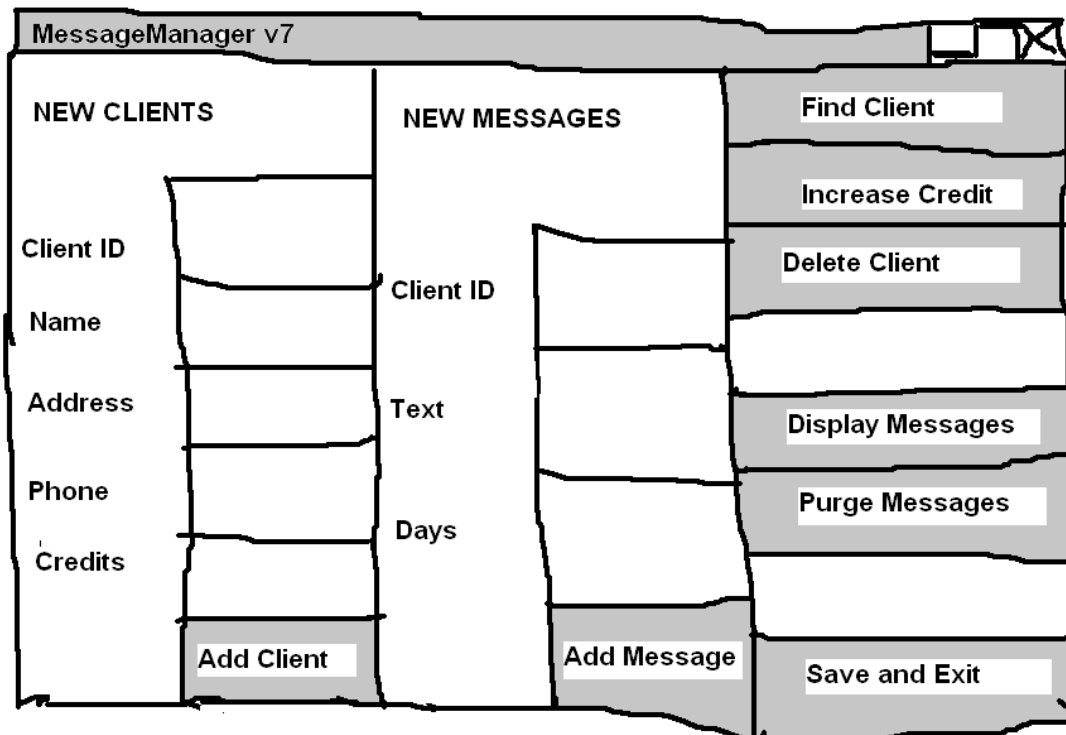 MessageManager v7
NEW CLIENTS
Client ID
Name
Address
Phone
Credits
Add Client
NEW MESSAGES
Client ID
Text
Days
Add Message
Find Client
Increase Credit
Delete Client
Display Messages
Purge Messages
Save and Exit